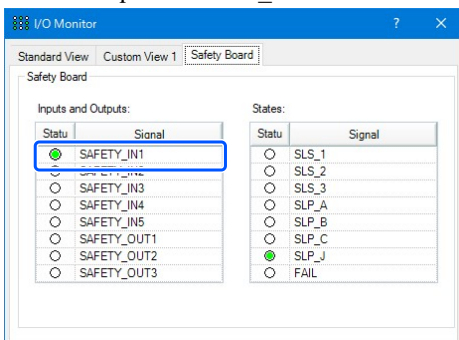 I/O Monitor ? ×
Standard View Custom View 1 Safety Board
Safety Board
Inputs and Outputs: States:
Statu Signal Statu Signal
SAFETY_IN1 SLS_1
SAFETY_IN2 SLS_2
SAFETY_IN3 SLS_3
SAFETY_IN4 SLP_A
SAFETY_IN5 SLP_B
SAFETY_OUT1 SLP_C
SAFETY_OUT2 SLP_J
SAFETY_OUT3 FAIL